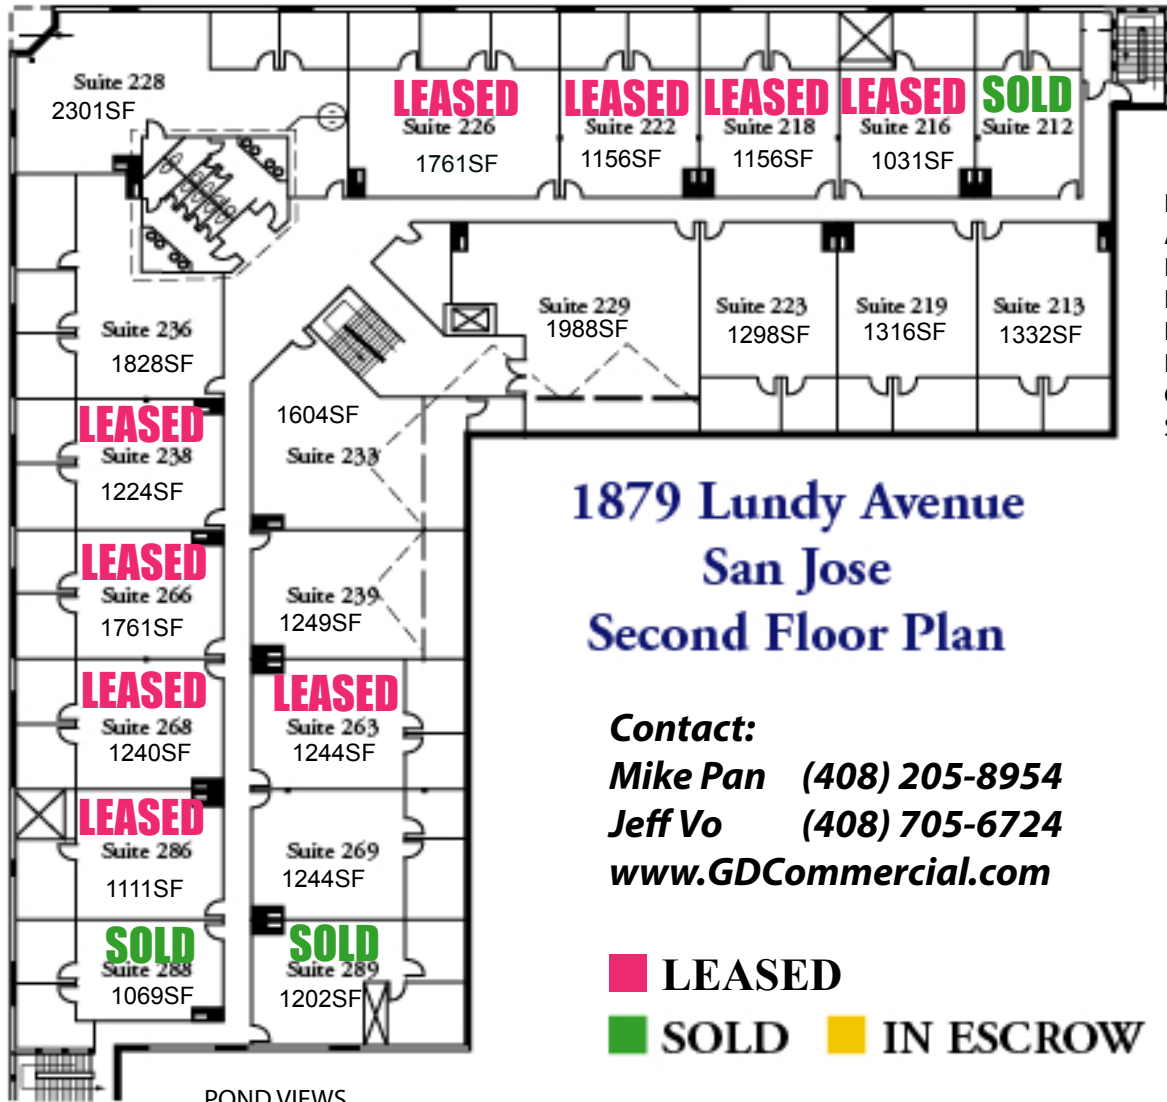 Suite 228
2301SF
LEASED
Suite 226
1761SF
LEASED
Suite 222
1156SF
LEASED
Suite 218
1156SF
LEASED
Suite 216
1031SF
SOLD
Suite 212
Suite 236
1828SF
Suite 229
1988SF
Suite 223
1298SF
Suite 219
1316SF
Suite 213
1332SF
LEASED
Suite 238
1224SF
1604SF
Suite 233
LEASED
Suite 266
1761SF
Suite 239
1249SF
LEASED
Suite 268
1240SF
LEASED
Suite 263
1244SF
LEASED
Suite 286
1111SF
Suite 269
1244SF
SOLD
Suite 288
1069SF
SOLD
Suite 289
1202SF
1879 Lundy Avenue
San Jose
Second Floor Plan
Contact:
Mike Pan (408) 205-8954
Jeff Vo (408) 705-6724
www.GDCommercial.com
LEASED
SOLD IN ESCROW
POND VIEWS